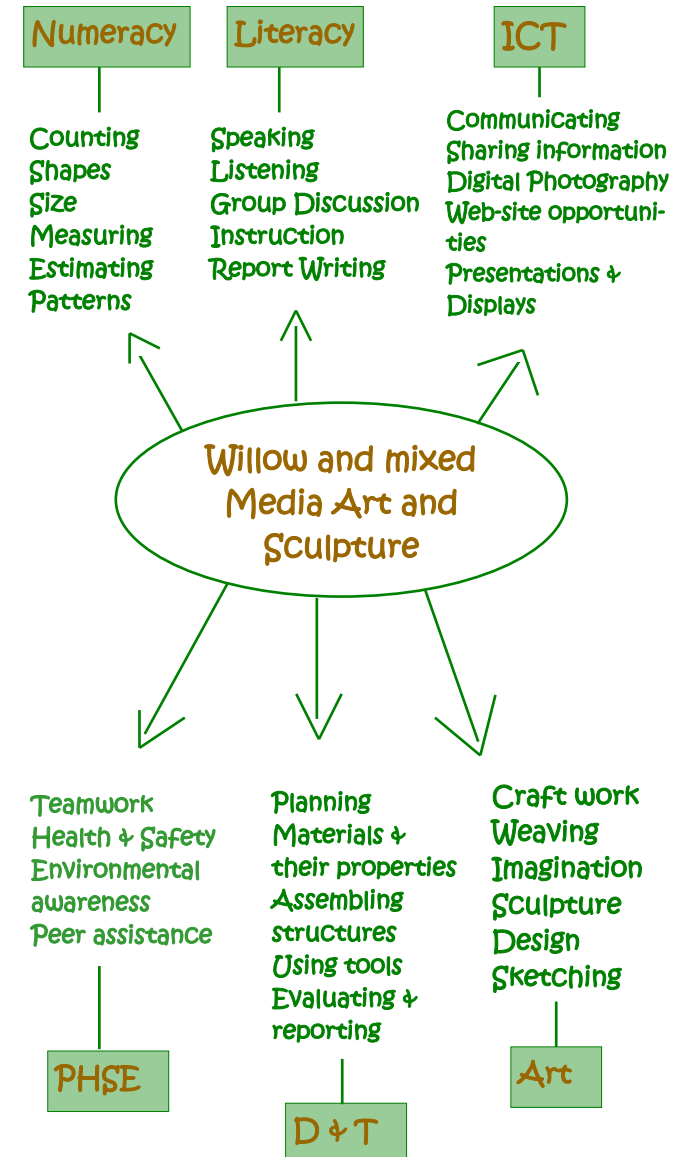 Numeracy
Counting
Shapes
Size
Measuring
Estimating
Patterns
Literacy
Speaking
Listening
Group Discussion
Instruction
Report Writing
ICT
Communicating
Sharing information
Digital Photography
Web-site opportuni-
ties
Presentations &
Displays
Willow and mixed
Media Art and
Sculpture
Teamwork
Health & Safety
Environmental
awareness
Peer assistance
PHSE
Planning
Materials &
their properties
Assembling
structures
Using tools
Evaluating &
reporting
D & T
Craft work
Weaving
Imagination
Sculpture
Design
Sketching
Art